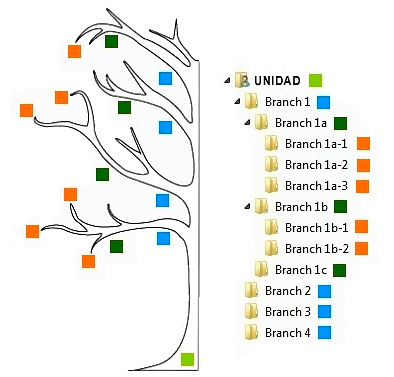 UNIDAD
Branch 1
Branch 1a
Branch 1a-1
Branch 1a-2
Branch 1a-3
Branch 1b
Branch 1b-1
Branch 1b-2
Branch 1c
Branch 2
Branch 3
Branch 4